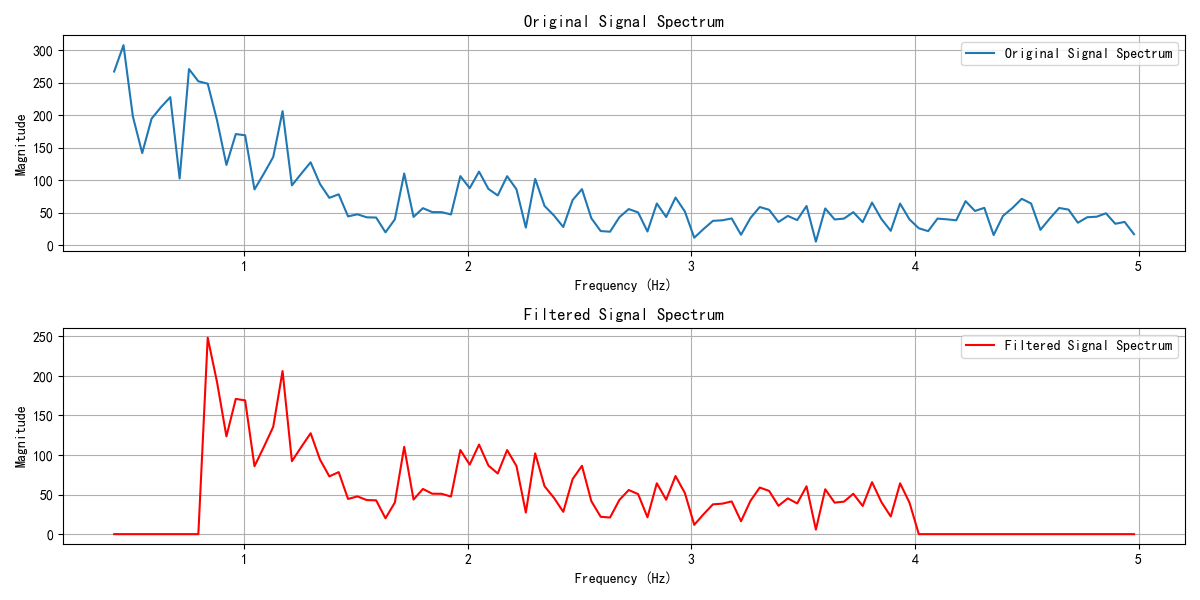 Original Signal Spectrum
300
250
200
150
100
50
0
Magnitude
Original Signal Spectrum
1
2
3
4
5
Frequency (Hz)
Filtered Signal Spectrum
250
200
150
100
50
0
Magnitude
Filtered Signal Spectrum
1
2
3
4
5
Frequency (Hz)